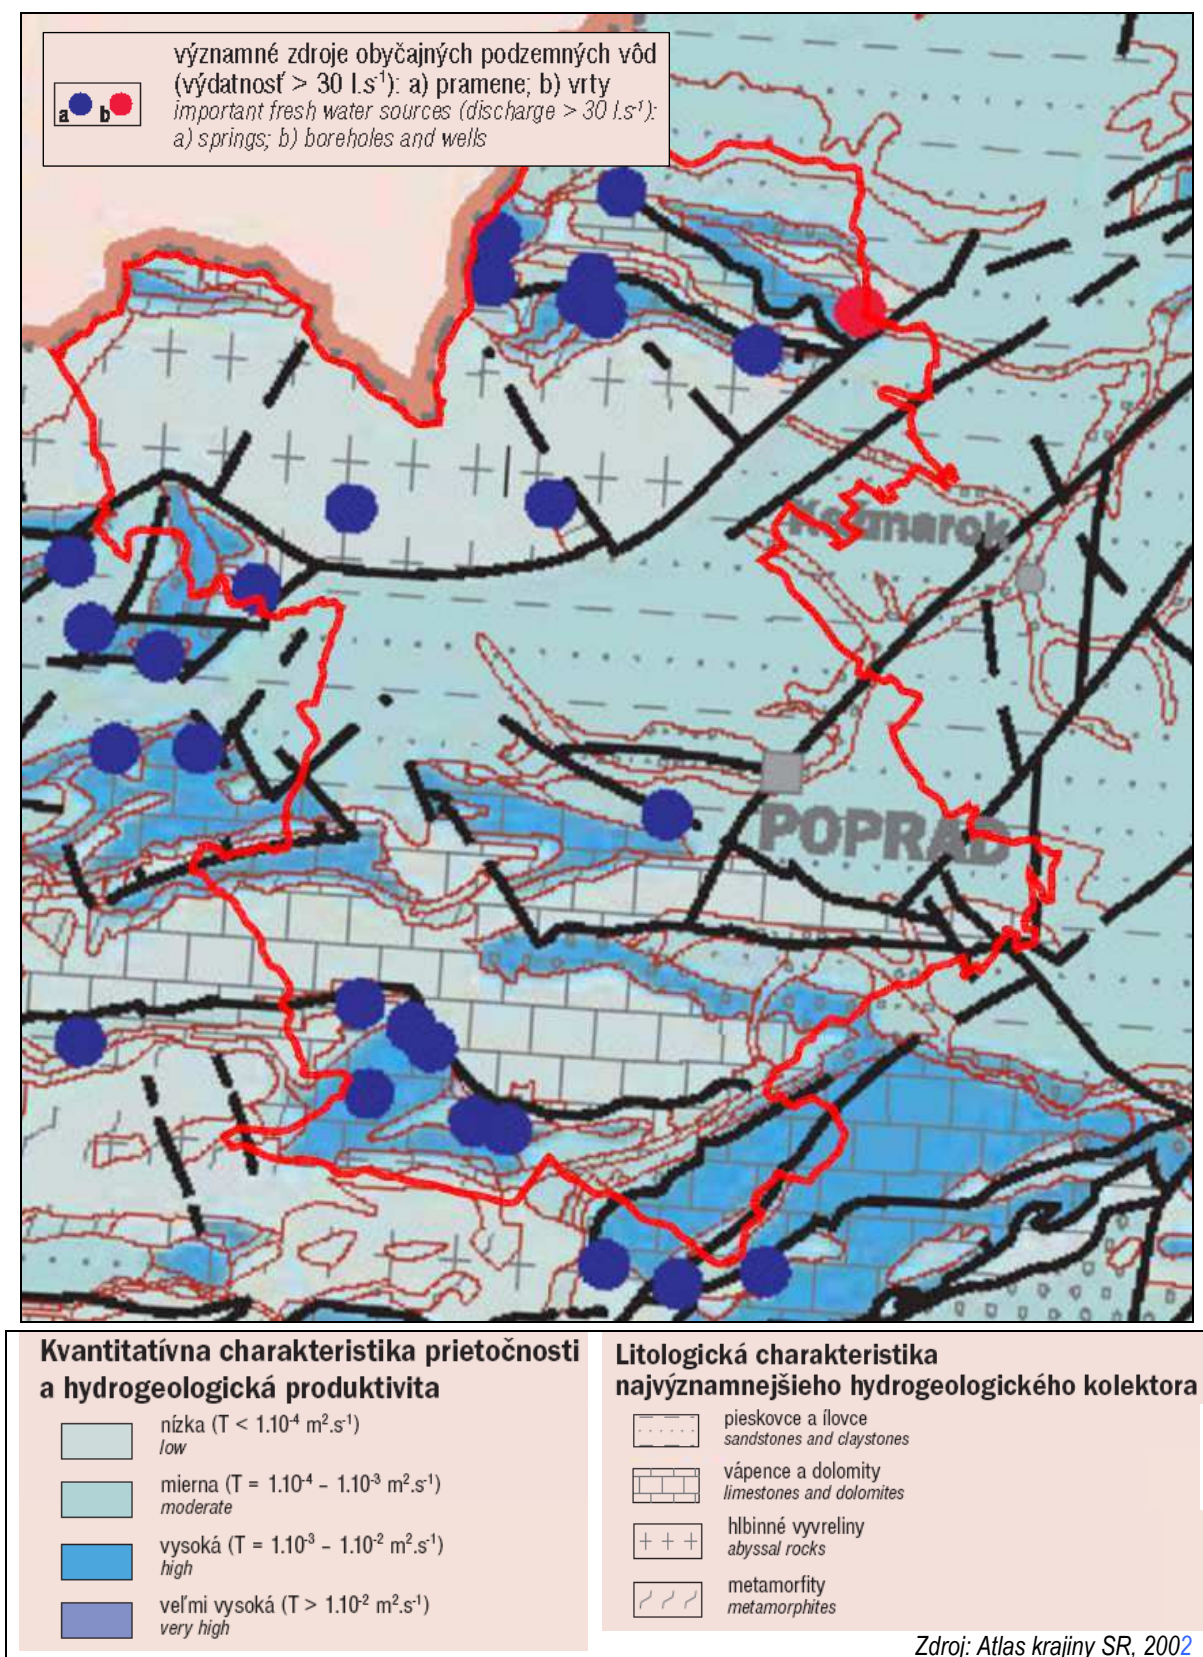 významné zdroje obyčajných podzemných vôd
(výdatnosť > 30 l.s-1): a) pramene; b) vrty
important fresh water sources (discharge > 30 l.s-1):
a) springs; b) boreholes and wells
a b
Kežmarok
POPRAD
Kvantitatívna charakteristika prietočnosti
a hydrogeologická produktivita
nízka (T < 1.10-4 m2.s-1)
low
mierna (T = 1.10-4 – 1.10-3 m2.s-1)
moderate
vysoká (T = 1.10-3 – 1.10-2 m2.s-1)
high
veľmi vysoká (T > 1.10-2 m2.s-1)
very high
Litologická charakteristika
najvýznamnejšieho hydrogeologického kolektora
pieskovce a ílovce
sandstones and claystones
vápence a dolomity
limestones and dolomites
hlbinné vyvreliny
abyssal rocks
metamorfity
metamorphites
Zdroj: Atlas krajiny SR, 2002